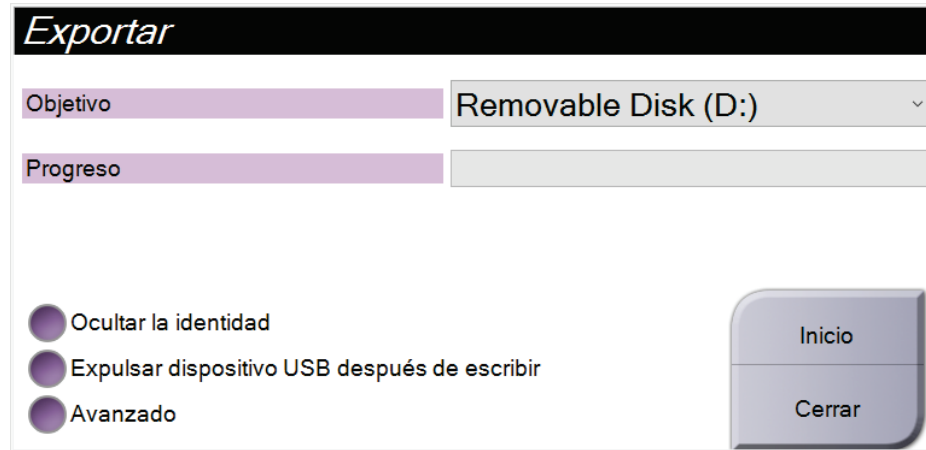 Exportar
Objetivo
Removable Disk (D:)
Progreso
Ocultar la identidad
Expulsar dispositivo USB después de escribir
Avanzado
Inicio
Cerrar